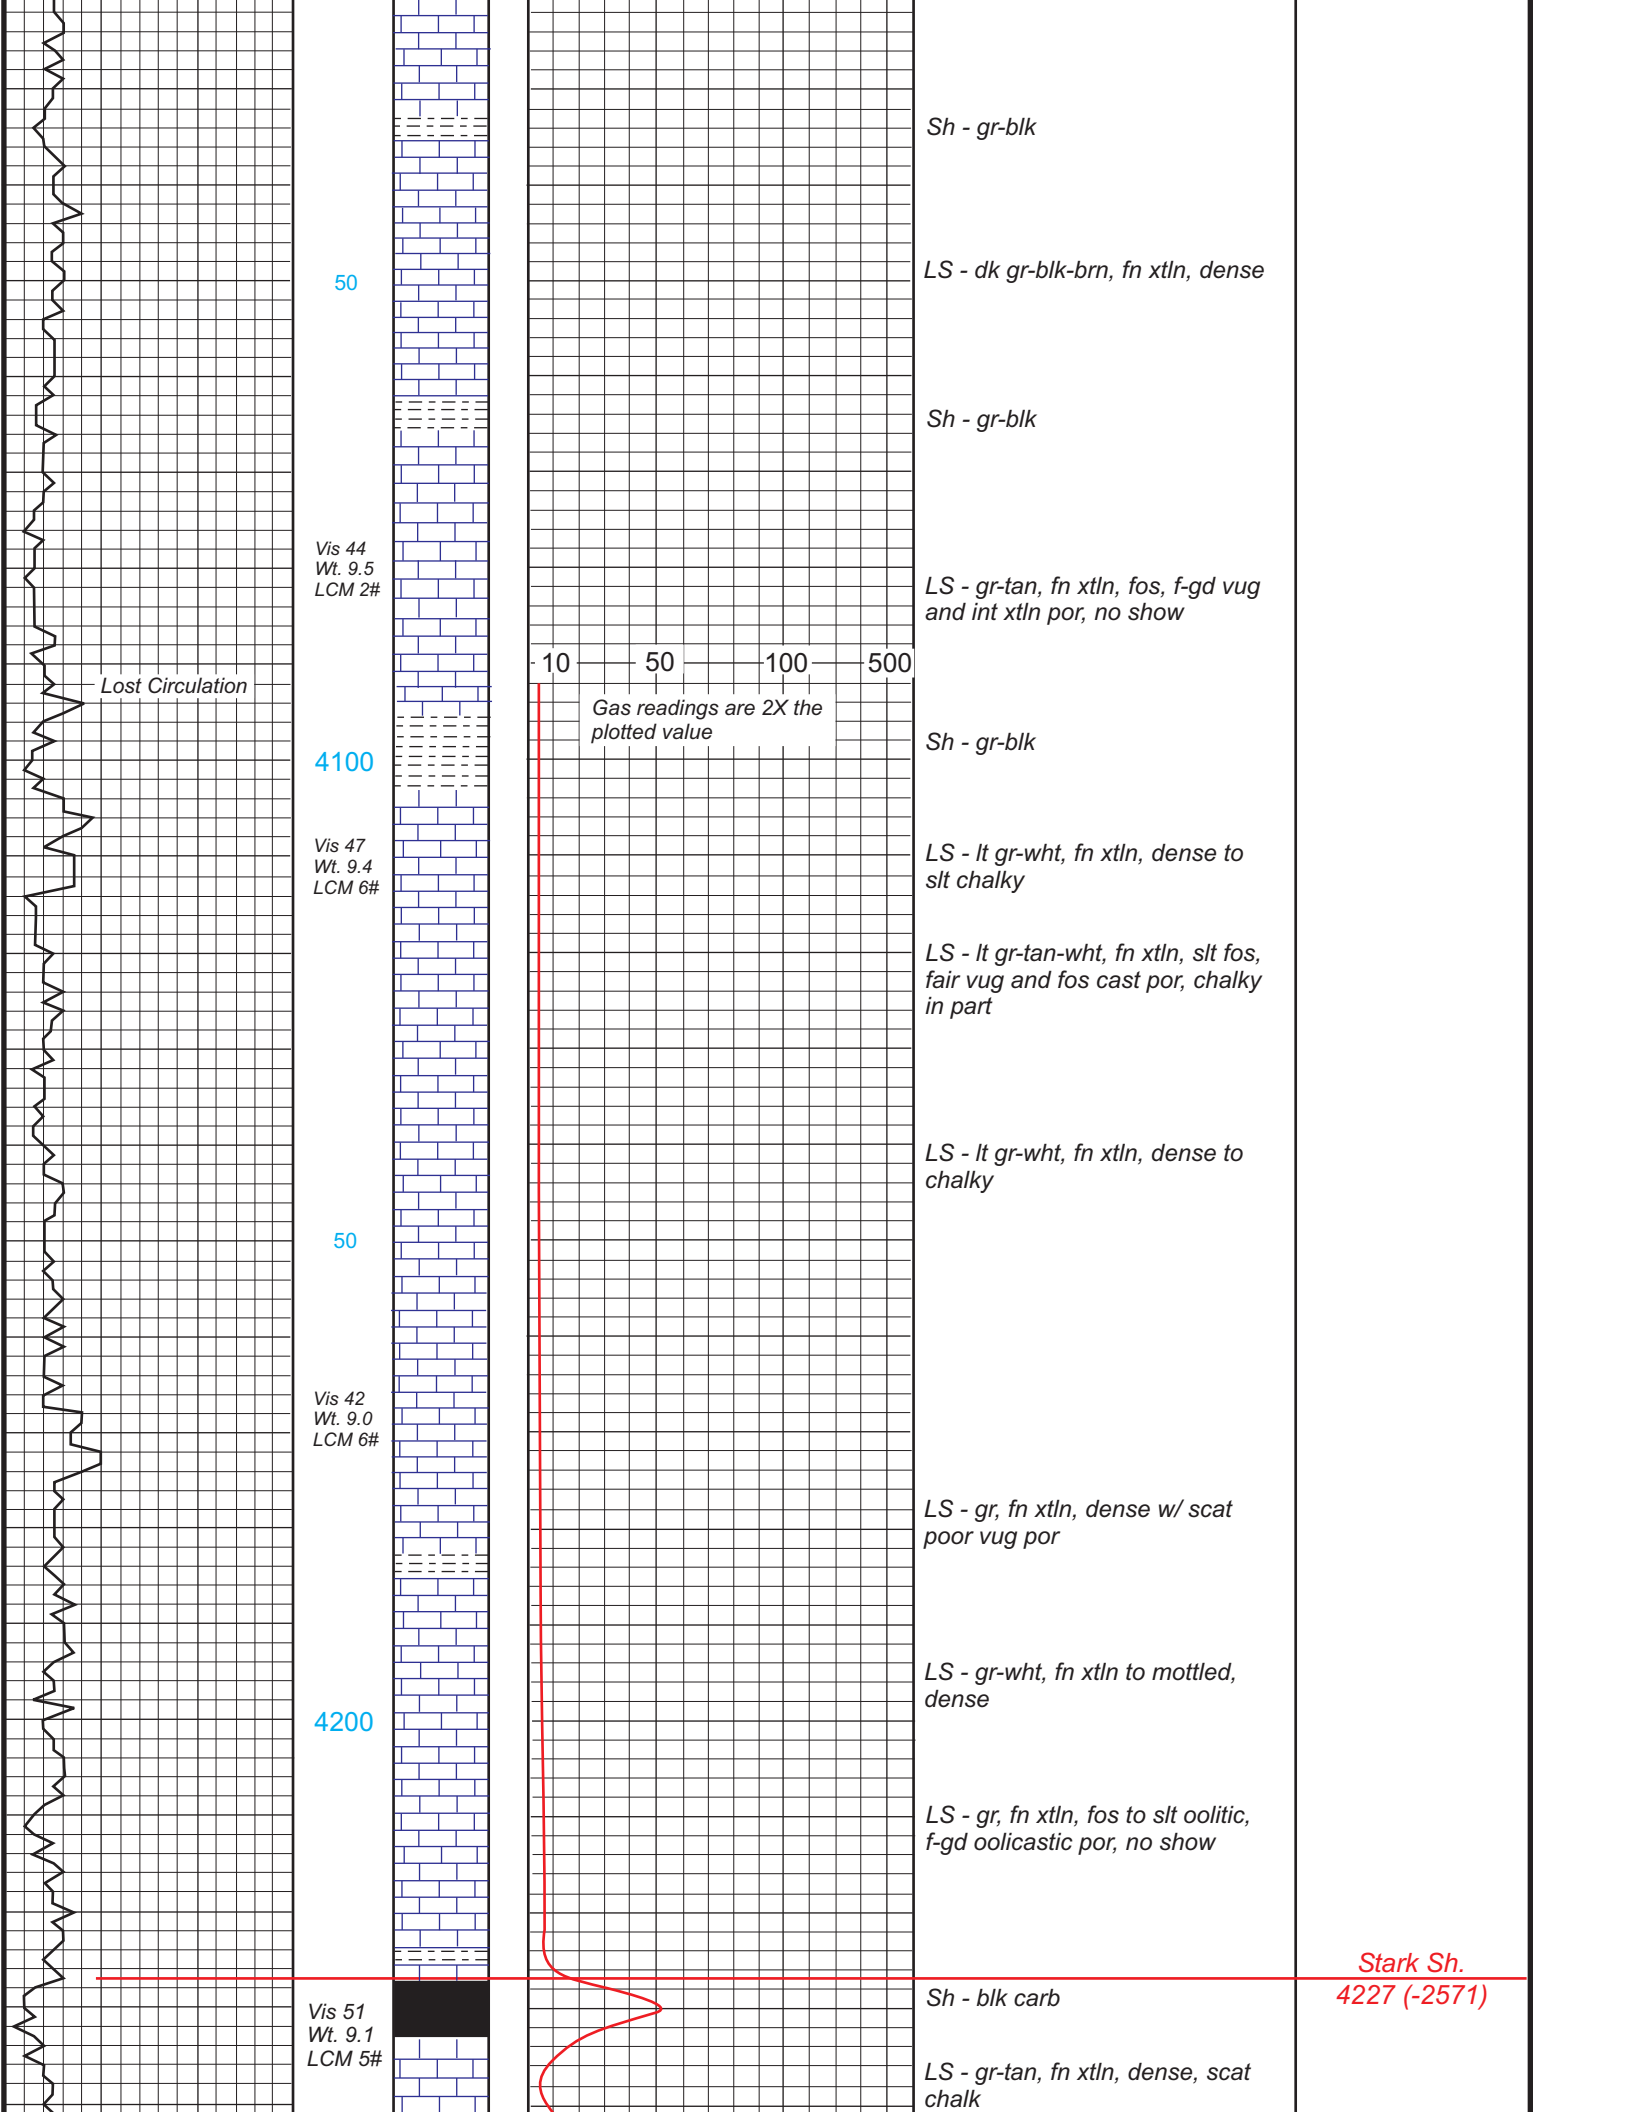 Sh - gr-blk
LS - dk gr-blk-brn, fn xtln, dense
50
Sh - gr-blk
Vis 44
Wt. 9.5
LCM 2#
LS - gr-tan, fn xtln, fos, f-gd vug
and int xtln por, no show
10 50 100 500
Lost Circulation
Gas readings are 2X the
plotted value
Sh - gr-blk
4100
Vis 47
Wt. 9.4
LCM 6#
LS - lt gr-wht, fn xtln, dense to
slt chalky
LS - lt gr-tan-wht, fn xtln, slt fos,
fair vug and fos cast por, chalky
in part
LS - lt gr-wht, fn xtln, dense to
chalky
50
Vis 42
Wt. 9.0
LCM 6#
LS - gr, fn xtln, dense w/ scat
poor vug por
LS - gr-wht, fn xtln to mottled,
dense
4200
LS - gr, fn xtln, fos to slt oolitic,
f-gd oolicastic por, no show
Stark Sh.
4227 (-2571)
Sh - blk carb
Vis 51
Wt. 9.1
LCM 5#
LS - gr-tan, fn xtln, dense, scat
chalk